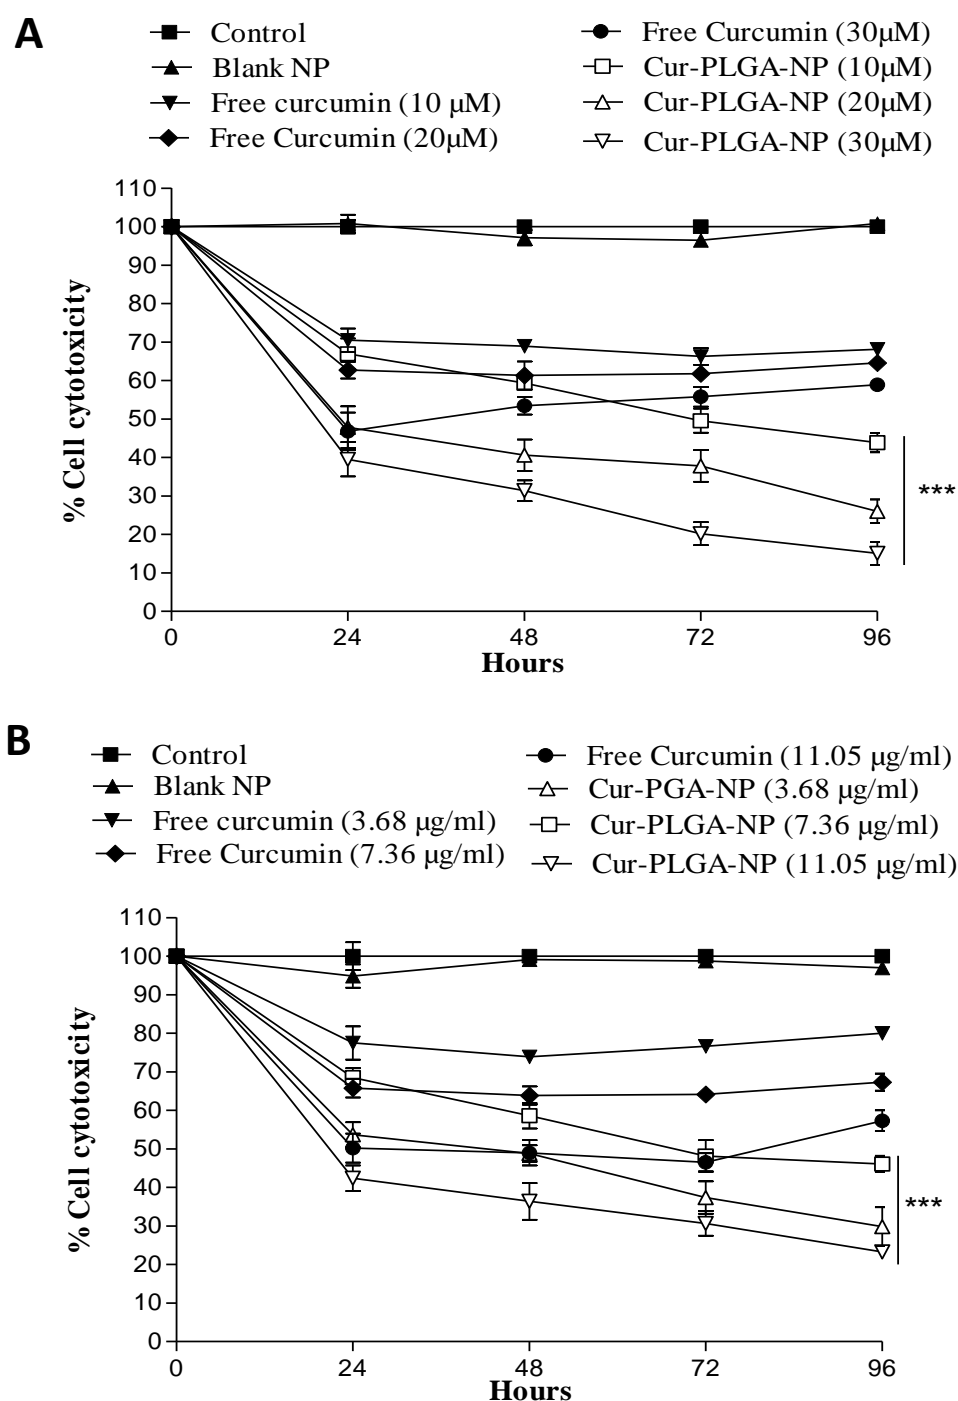 A
Control
Blank NP
Free curcumin (10 µM)
Free Curcumin (20µM)
Free Curcumin (30µM)
Cur-PLGA-NP (10µM)
Cur-PLGA-NP (20µM)
Cur-PLGA-NP (30µM)
% Cell cytotoxicity
110
100
90
80
70
60
50
40
30
20
10
0
***
0 24 48 72 96
Hours
B
Control
Blank NP
Free curcumin (3.68 µg/ml)
Free Curcumin (7.36 µg/ml)
Free Curcumin (11.05 µg/ml)
Cur-PGA-NP (3.68 µg/ml)
Cur-PLGA-NP (7.36 µg/ml)
Cur-PLGA-NP (11.05 µg/ml)
% Cell cytotoxicity
110
100
90
80
70
60
50
40
30
20
10
0
***
0 24 48 72 96
Hours